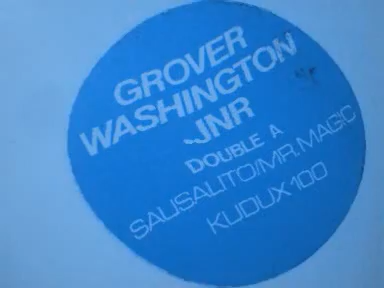 GROVER
WASHINGTON
JNR
DOUBLE A
SAUSALITO/MR. MAGIC
KUDUX 100